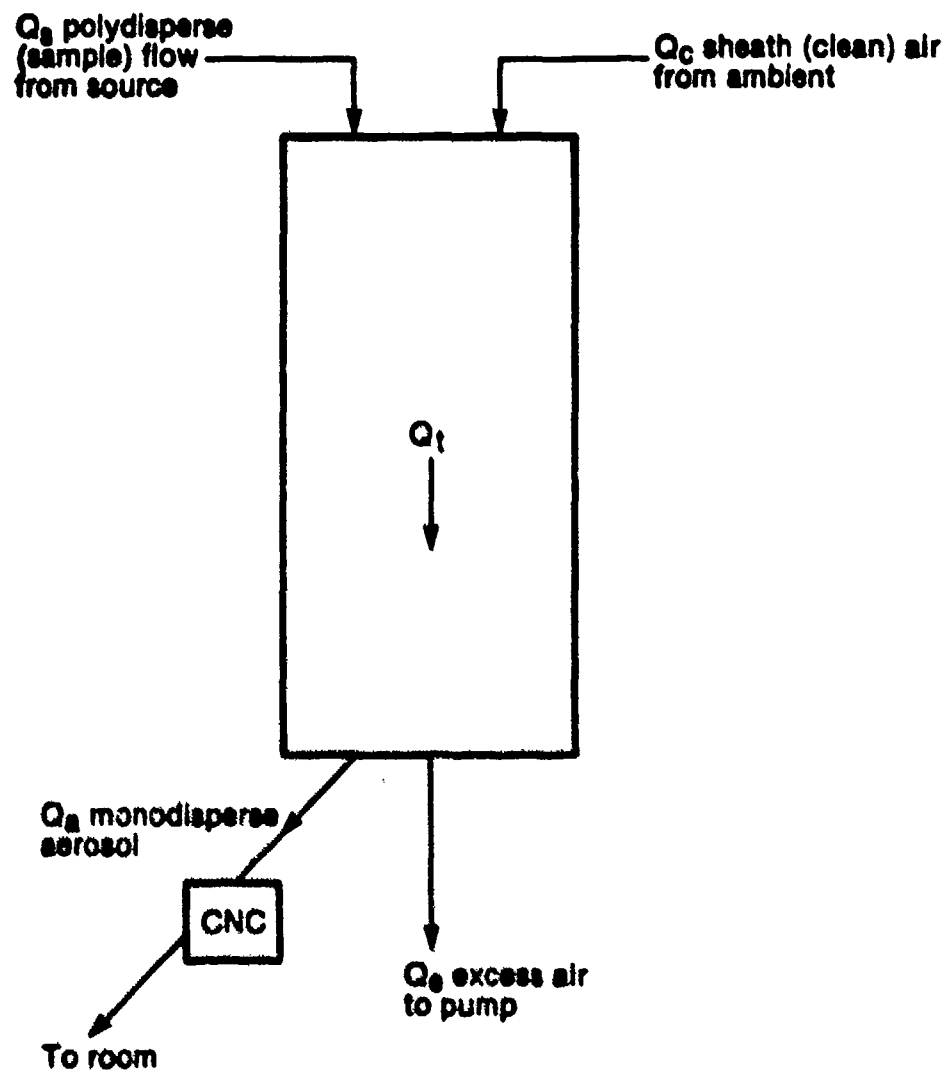 Qs polydisperse
(sample) flow
from source
Qc sheath (clean) air
from ambient
Qt
Qa monodisperse
aerosol
CNC
Qe excess air
to pump
To room